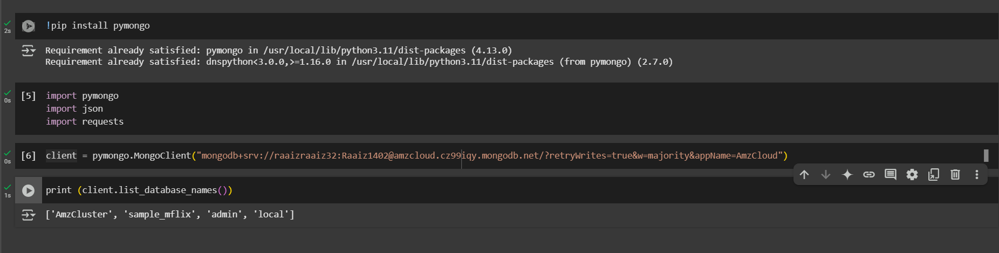 2s
!pip install pymongo
Requirement already satisfied: pymongo in /usr/local/lib/python3.11/dist-packages (4.13.0)
Requirement already satisfied: dnspython<3.0.0,>=1.16.0 in /usr/local/lib/python3.11/dist-packages (from pymongo) (2.7.0)
0s
[5] import pymongo
import json
import requests
0s
[6] client = pymongo.MongoClient("mongodb+srv://raaizraaiz32:Raaiz1402@amzcloud.cz99iqy.mongodb.net/?retryWrites=true&w=majority&appName=AmzCloud")
1s
print (client.list_database_names())
['AmzCluster', 'sample_mflix', 'admin', 'local']